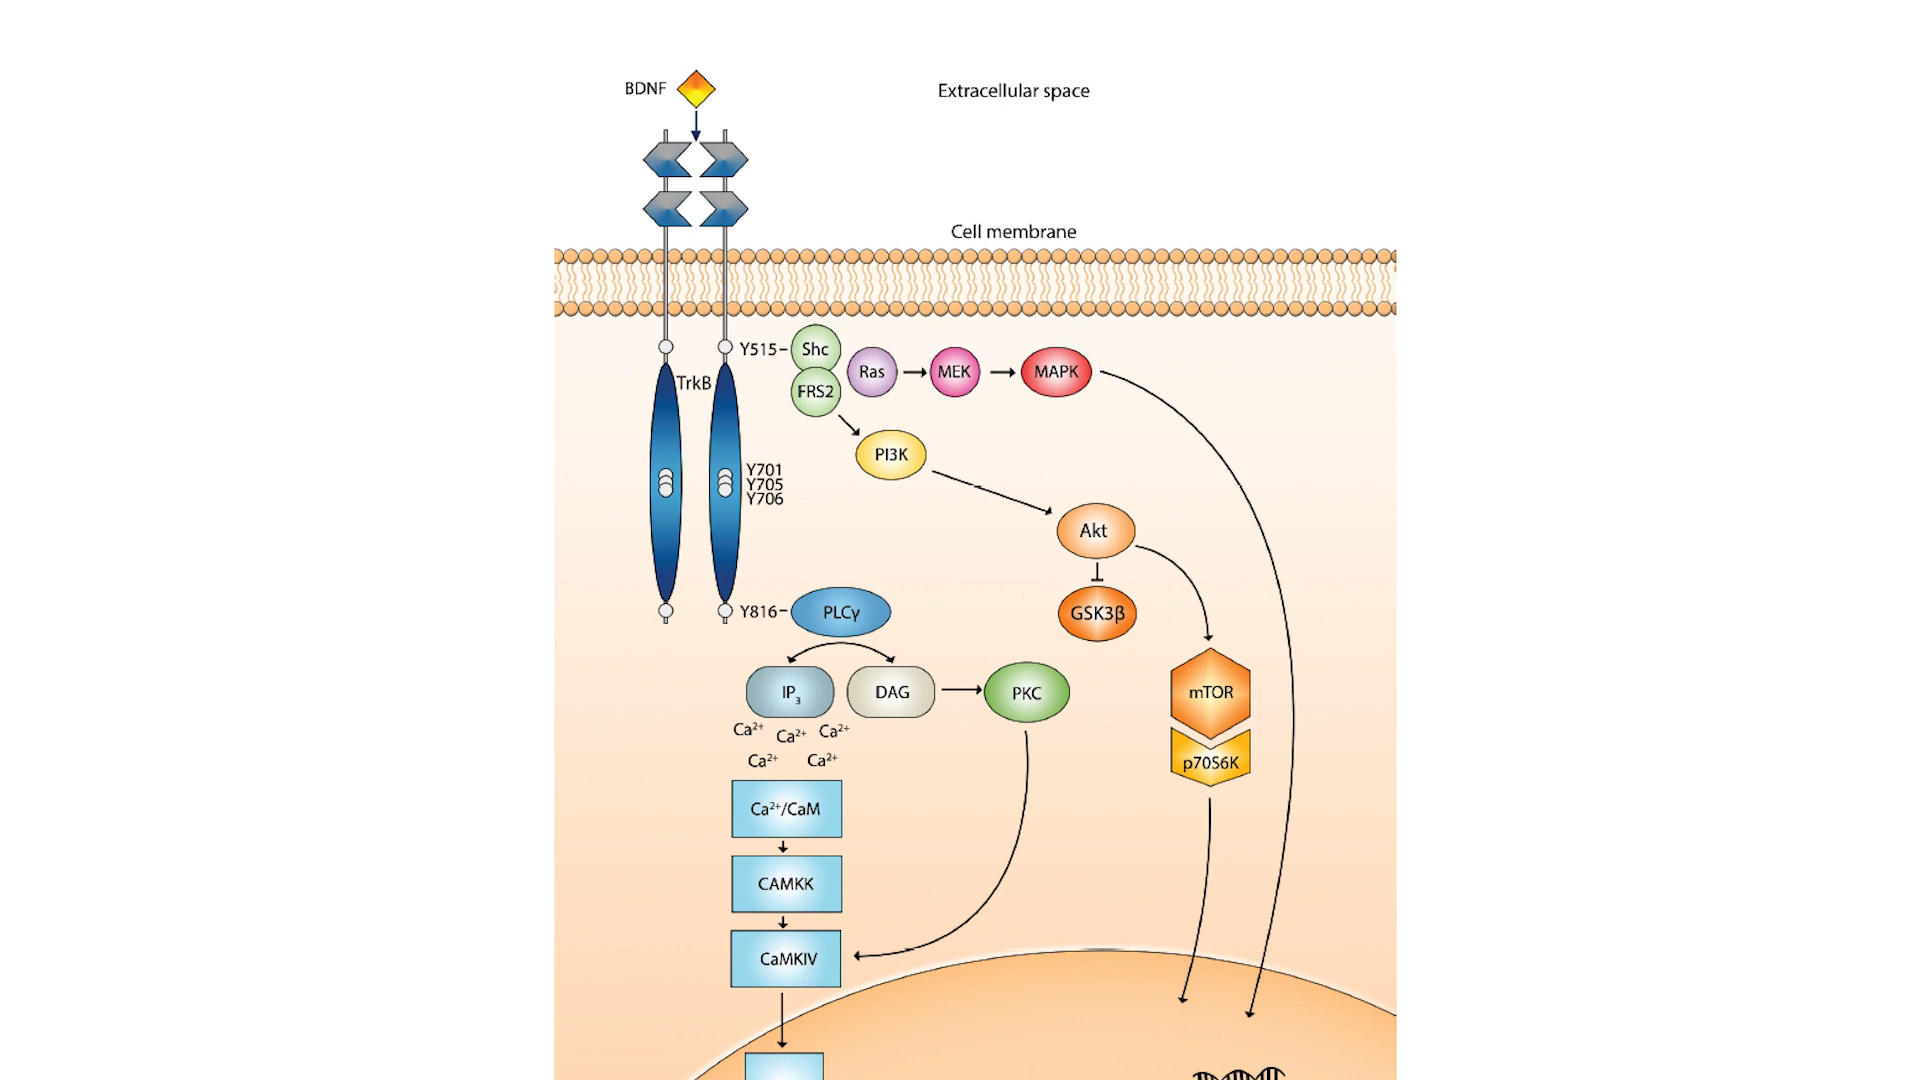 BDNF
Extracellular space
Cell membrane
Y515
Shc
Ras
MEK
MAPK
TrkB
FRS2
PI3K
Y701
Y705
Y706
Akt
Y816
PLCγ
GSK3β
IP₃
DAG
PKC
mTOR
Ca²⁺
Ca²⁺
Ca²⁺
Ca²⁺
Ca²⁺
p70S6K
Ca²⁺/CaM
CAMKK
CaMKIV